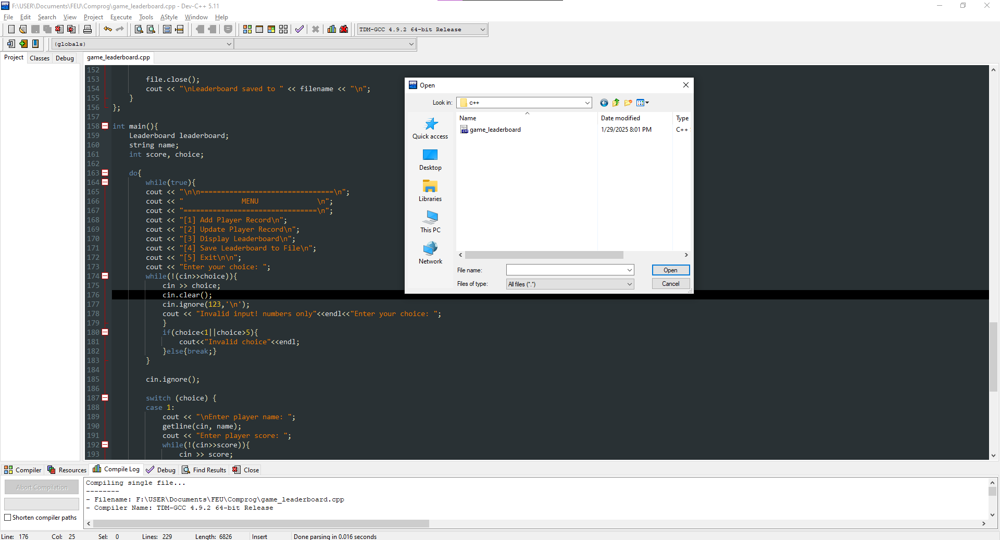 F:\USER\Documents\FEU\Comprog\game_leaderboard.cpp - Dev-C++ 5.11
File Edit Search View Project Execute Tools AStyle Window Help
TDM-GCC 4.9.2 64-bit Release
(globals)
Project Classes Debug
game_leaderboard.cpp
152
153 file.close();
154 cout << "\nLeaderboard saved to " << filename << "\n";
155 }
156 };
157
158 int main(){
159 Leaderboard leaderboard;
160 string name;
161 int score, choice;
162
163 do{
164 while(true){
165 cout << "\n\n================================\n";
166 cout << "              MENU              \n";
167 cout << "================================\n";
168 cout << "[1] Add Player Record\n";
169 cout << "[2] Update Player Record\n";
170 cout << "[3] Display Leaderboard\n";
171 cout << "[4] Save Leaderboard to File\n";
172 cout << "[5] Exit\n\n";
173 cout << "Enter your choice: ";
174 while(!(cin>>choice)){
175 cin >> choice;
176 cin.clear();
177 cin.ignore(123,'\n');
178 cout << "Invalid input! numbers only"<<endl<<"Enter your choice: ";
179 }
180 if(choice<1||choice>5){
181 cout<<"Invalid choice"<<endl;
182 }else{break;}
183 }
184
185 cin.ignore();
186
187 switch (choice) {
188 case 1:
189 cout << "\nEnter player name: ";
190 getline(cin, name);
191 cout << "Enter player score: ";
192 while(!(cin>>score)){
193 cin >> score;
Open
Look in: c++
Quick access
Desktop
Libraries
This PC
Network
Name Date modified Type
game_leaderboard 1/29/2025 8:01 PM C++
File name: Open
Files of type: All files (*.*) Cancel
Compiler Resources Compile Log Debug Find Results Close
Abort Compilation
Shorten compiler paths
Compiling single file...
--------
- Filename: F:\USER\Documents\FEU\Comprog\game_leaderboard.cpp
- Compiler Name: TDM-GCC 4.9.2 64-bit Release
Line: 176 Col: 25 Sel: 0 Lines: 229 Length: 6826 Insert Done parsing in 0.016 seconds